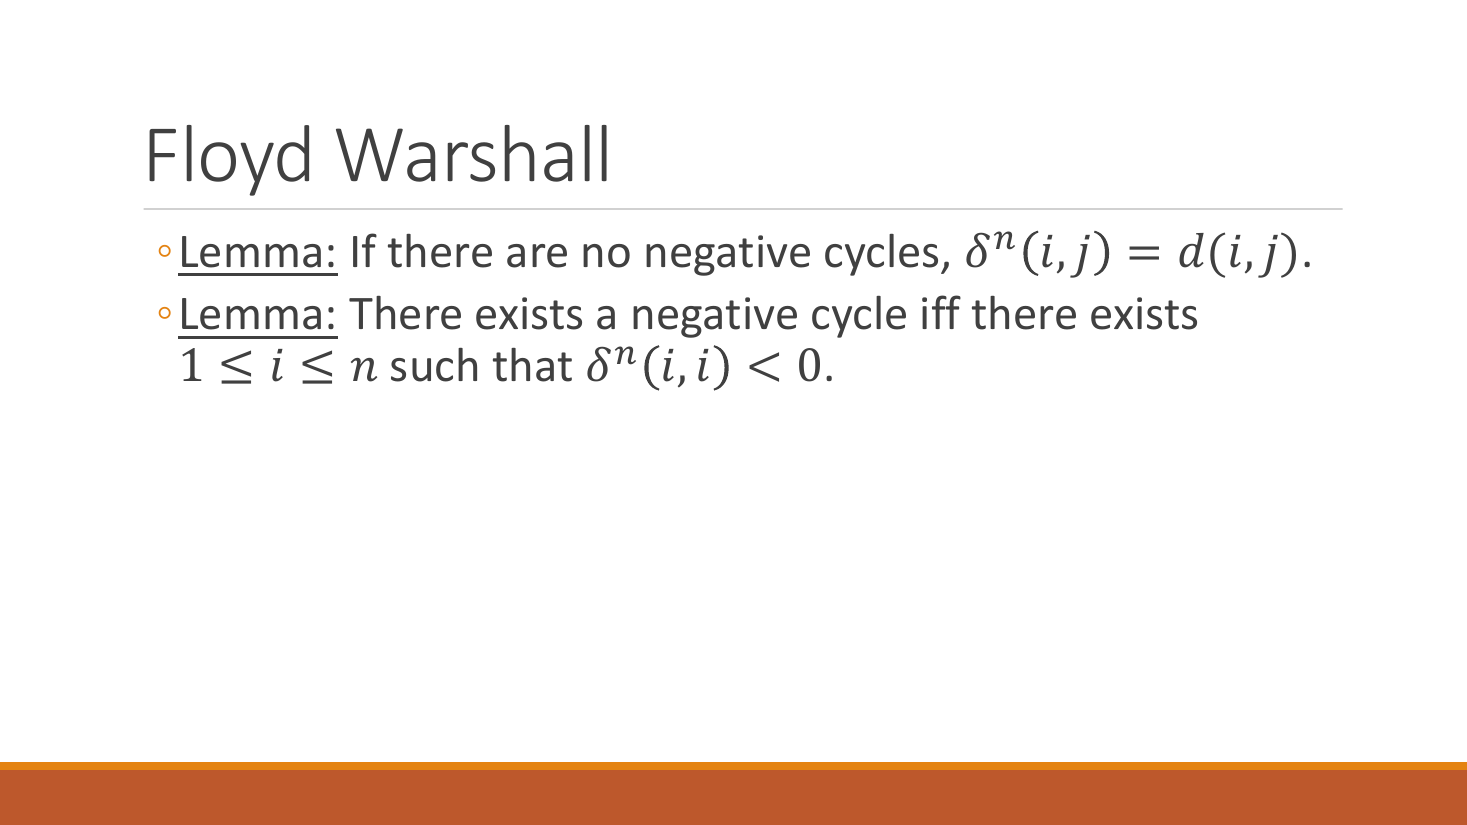 Floyd Warshall
◦Lemma: If there are no negative cycles, 𝛿ⁿ(𝑖, 𝑗) = 𝑑(𝑖, 𝑗).
◦Lemma: There exists a negative cycle iff there exists
1 ≤ 𝑖 ≤ 𝑛 such that 𝛿ⁿ(𝑖, 𝑖) < 0.